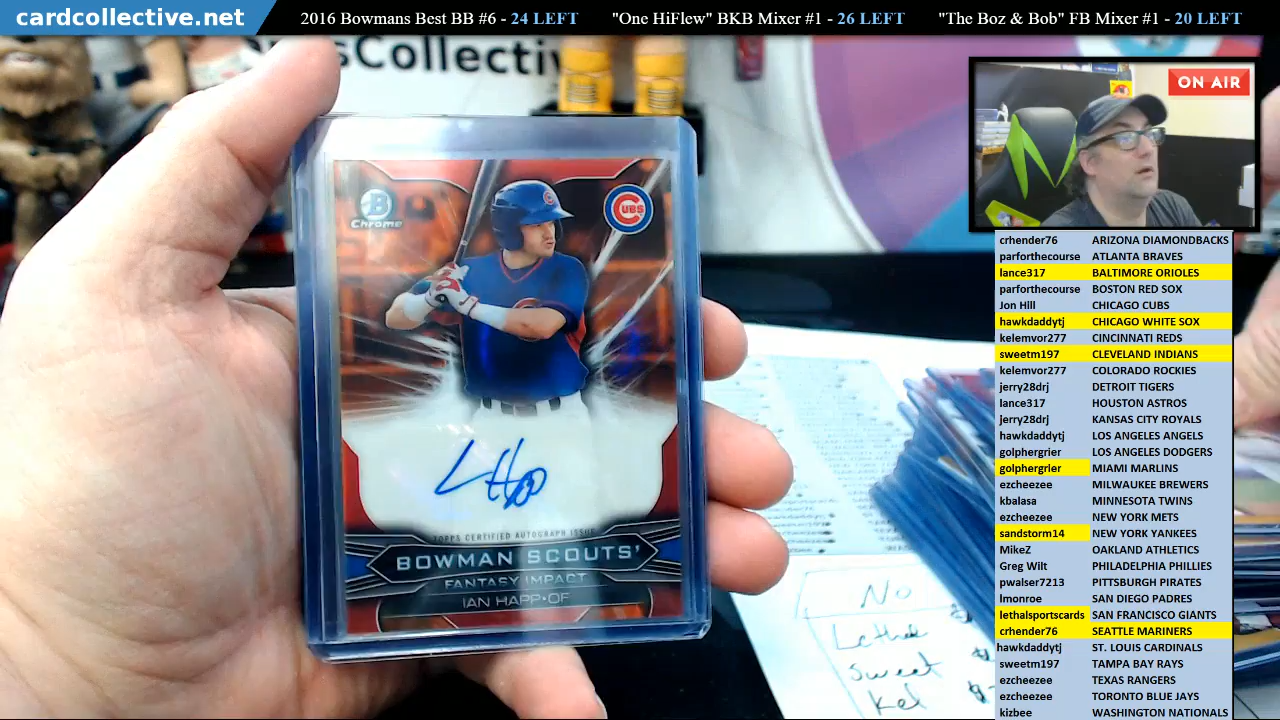 cardcollective.net
2016 Bowmans Best BB #6 - 24 LEFT
"One HiFlew" BKB Mixer #1 - 26 LEFT
"The Boz & Bob" FB Mixer #1 - 20 LEFT
sCollectiv
ON AIR
B
Chrome
CUBS
TOPPS CERTIFIED AUTOGRAPH ISSUE
BOWMAN SCOUTS'
FANTASY IMPACT
IAN HAPP•OF
No
Lethal
Sweet
Kel
crhender76 ARIZONA DIAMONDBACKS
parforthecourse ATLANTA BRAVES
lance317 BALTIMORE ORIOLES
parforthecourse BOSTON RED SOX
Jon Hill CHICAGO CUBS
hawkdaddytj CHICAGO WHITE SOX
kelemvor277 CINCINNATI REDS
sweetm197 CLEVELAND INDIANS
kelemvor277 COLORADO ROCKIES
jerry28drj DETROIT TIGERS
lance317 HOUSTON ASTROS
jerry28drj KANSAS CITY ROYALS
hawkdaddytj LOS ANGELES ANGELS
golphergrier LOS ANGELES DODGERS
golphergrier MIAMI MARLINS
ezcheezee MILWAUKEE BREWERS
kbalasa MINNESOTA TWINS
ezcheezee NEW YORK METS
sandstorm14 NEW YORK YANKEES
MikeZ OAKLAND ATHLETICS
Greg Wilt PHILADELPHIA PHILLIES
pwalser7213 PITTSBURGH PIRATES
lmonroe SAN DIEGO PADRES
lethalsportscards SAN FRANCISCO GIANTS
crhender76 SEATTLE MARINERS
hawkdaddytj ST. LOUIS CARDINALS
sweetm197 TAMPA BAY RAYS
ezcheezee TEXAS RANGERS
ezcheezee TORONTO BLUE JAYS
kizbee WASHINGTON NATIONALS